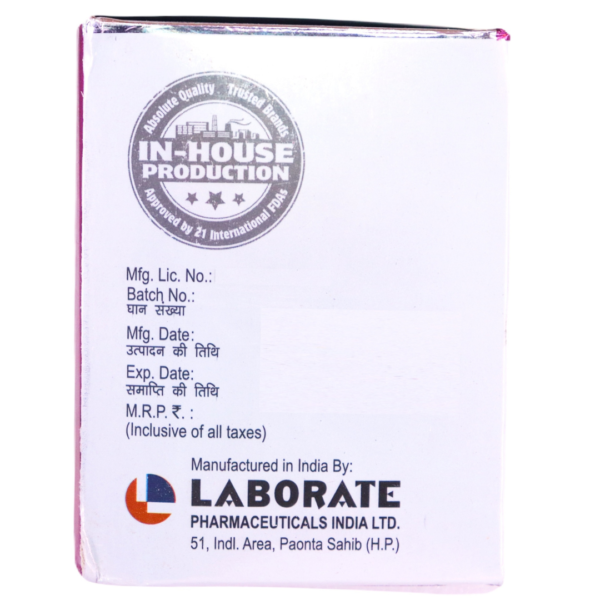 Absolute Quality Trusted Brands
IN-HOUSE
PRODUCTION
Approved by 21 International FDAs
Mfg. Lic. No.:
Batch No.:
घान संख्या
Mfg. Date:
उत्पादन की तिथि
Exp. Date:
समाप्ति की तिथि
M.R.P. ₹. :
(Inclusive of all taxes)
Manufactured in India By:
LABORATE
PHARMACEUTICALS INDIA LTD.
51, Indl. Area, Paonta Sahib (H.P.)